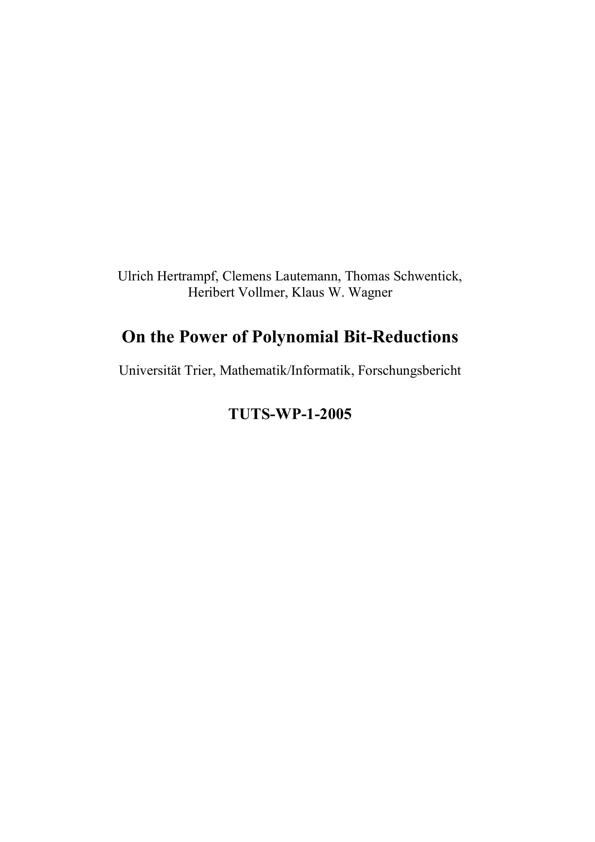 Ulrich Hertrampf, Clemens Lautemann, Thomas Schwentick,
Heribert Vollmer, Klaus W. Wagner
On the Power of Polynomial Bit-Reductions
Universität Trier, Mathematik/Informatik, Forschungsbericht
TUTS-WP-1-2005